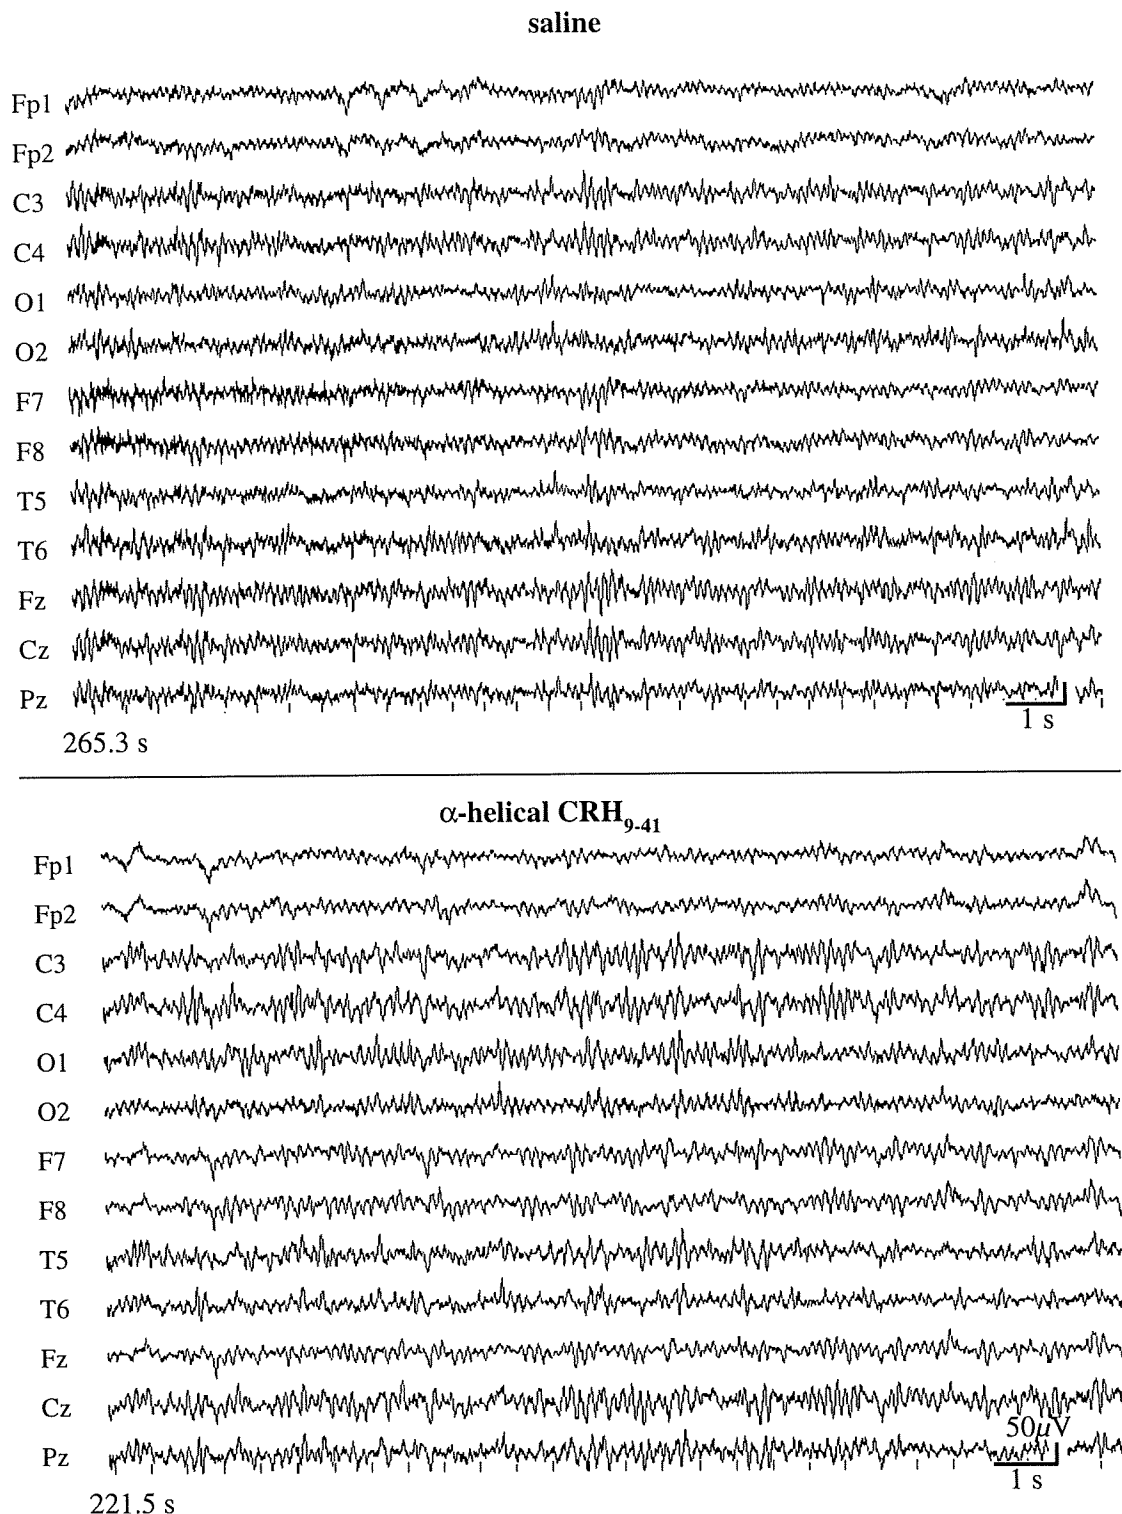 saline
Fp1
Fp2
C3
C4
O1
O2
F7
F8
T5
T6
Fz
Cz
Pz
1 s
265.3 s
α-helical CRH9-41
Fp1
Fp2
C3
C4
O1
O2
F7
F8
T5
T6
Fz
Cz
50μV
Pz
1 s
221.5 s